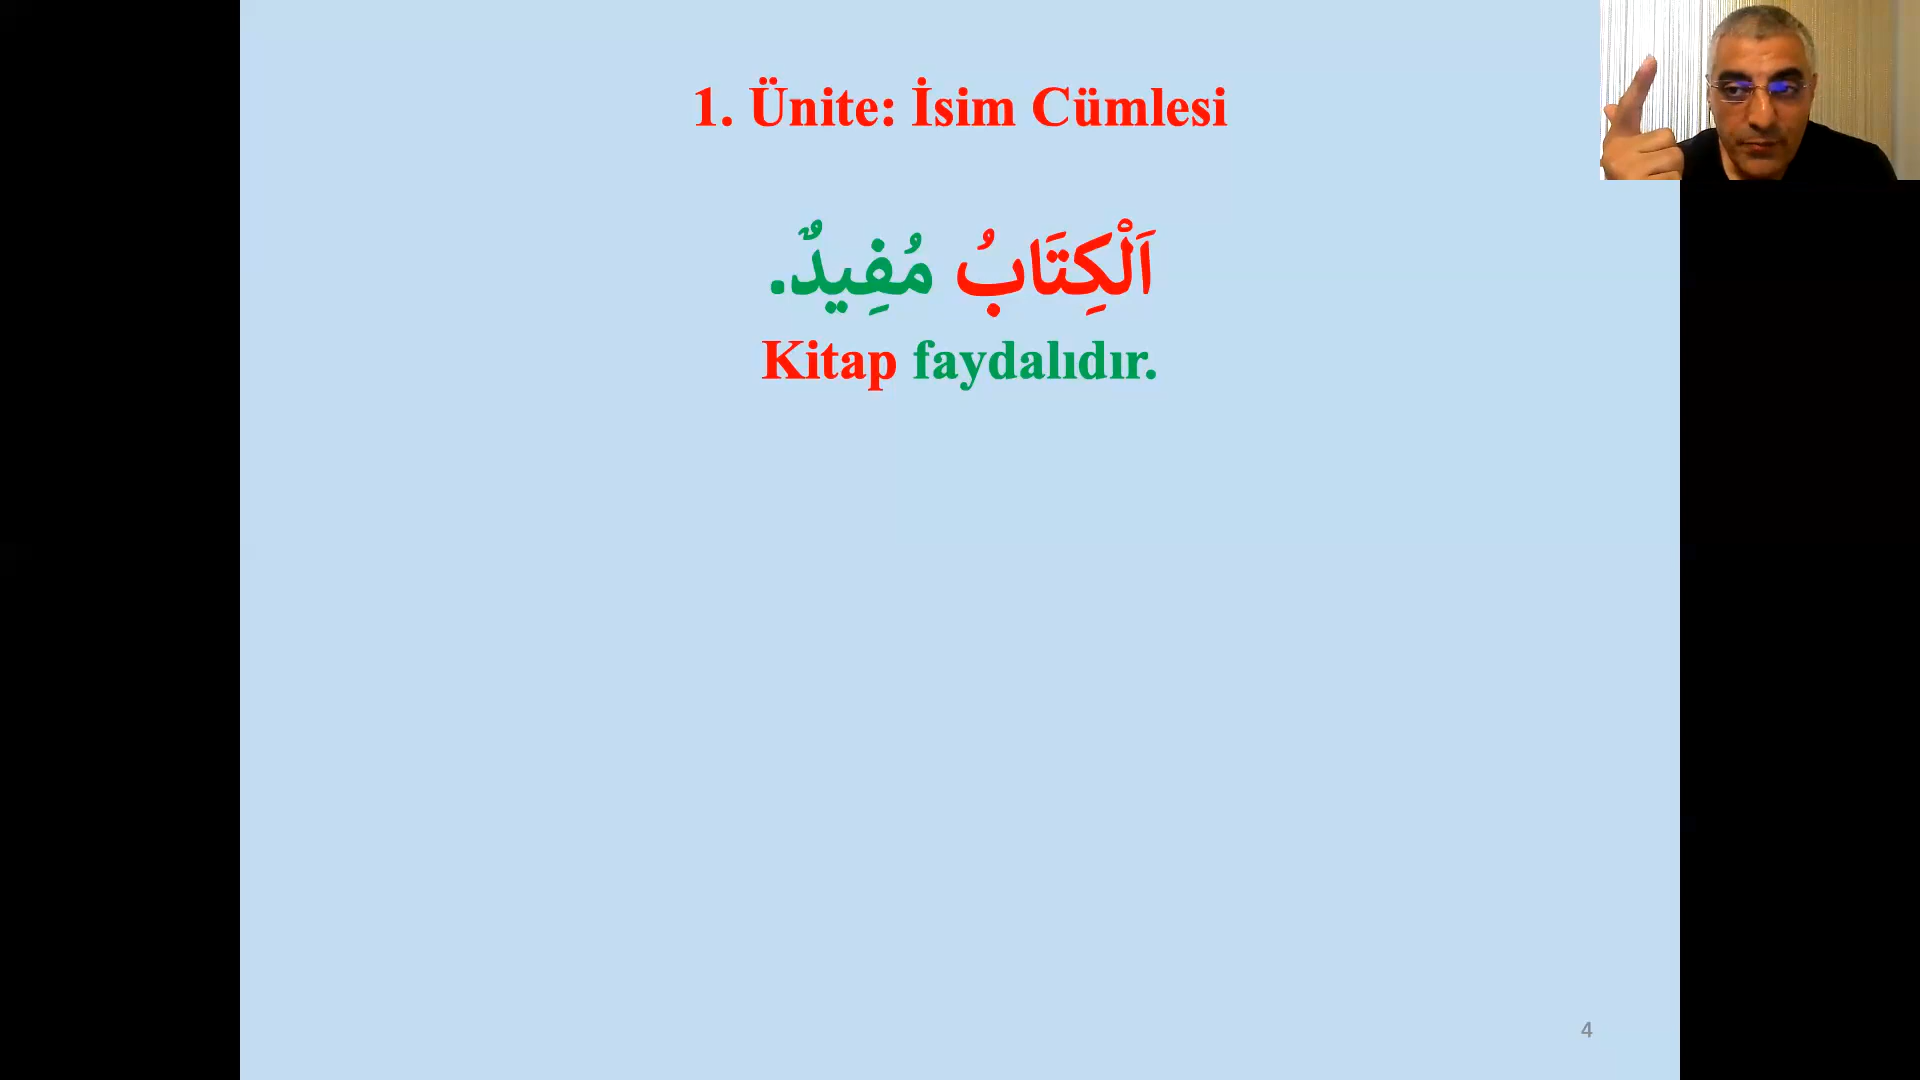 1. Ünite: İsim Cümlesi
اَلْكِتَابُ مُفِيدٌ.
Kitap faydalıdır.
4